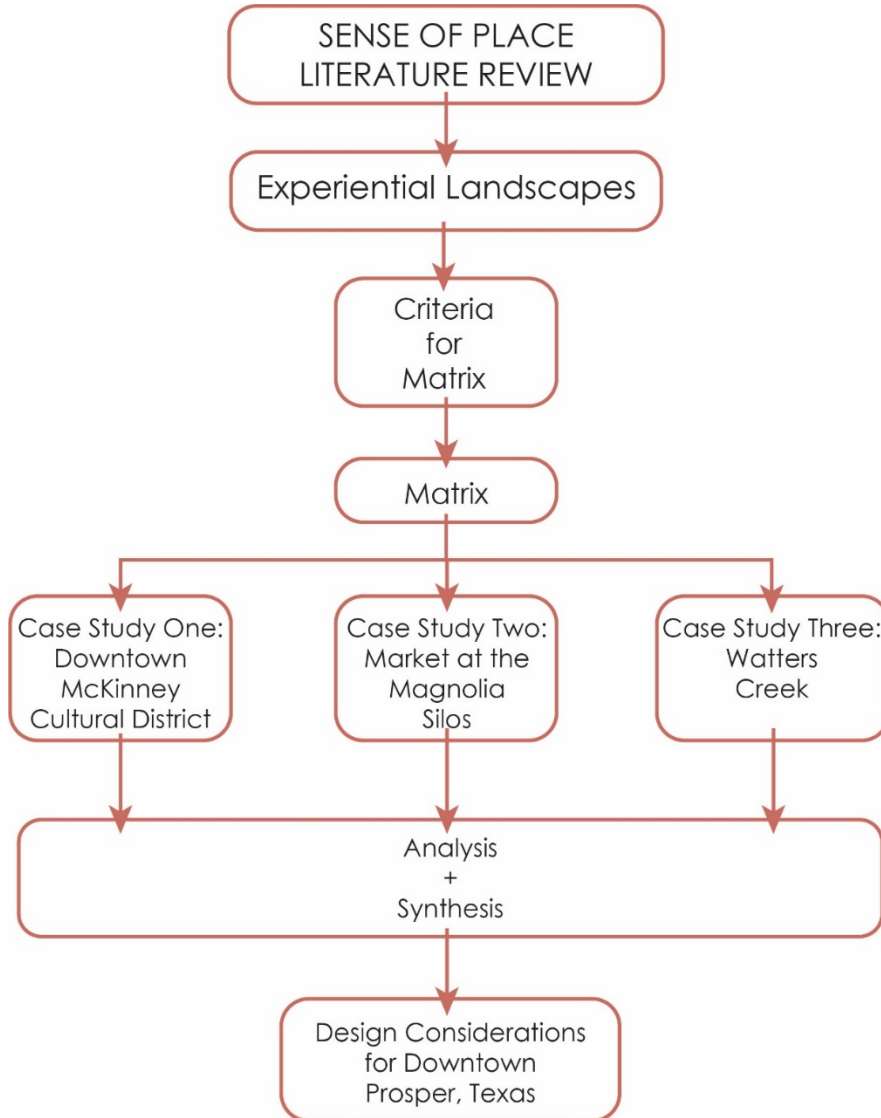 SENSE OF PLACE
LITERATURE REVIEW
Experiential Landscapes
Criteria
for
Matrix
Matrix
Case Study One:
Downtown
McKinney
Cultural District
Case Study Two:
Market at the
Magnolia
Silos
Case Study Three:
Watters
Creek
Analysis
+
Synthesis
Design Considerations
for Downtown
Prosper, Texas